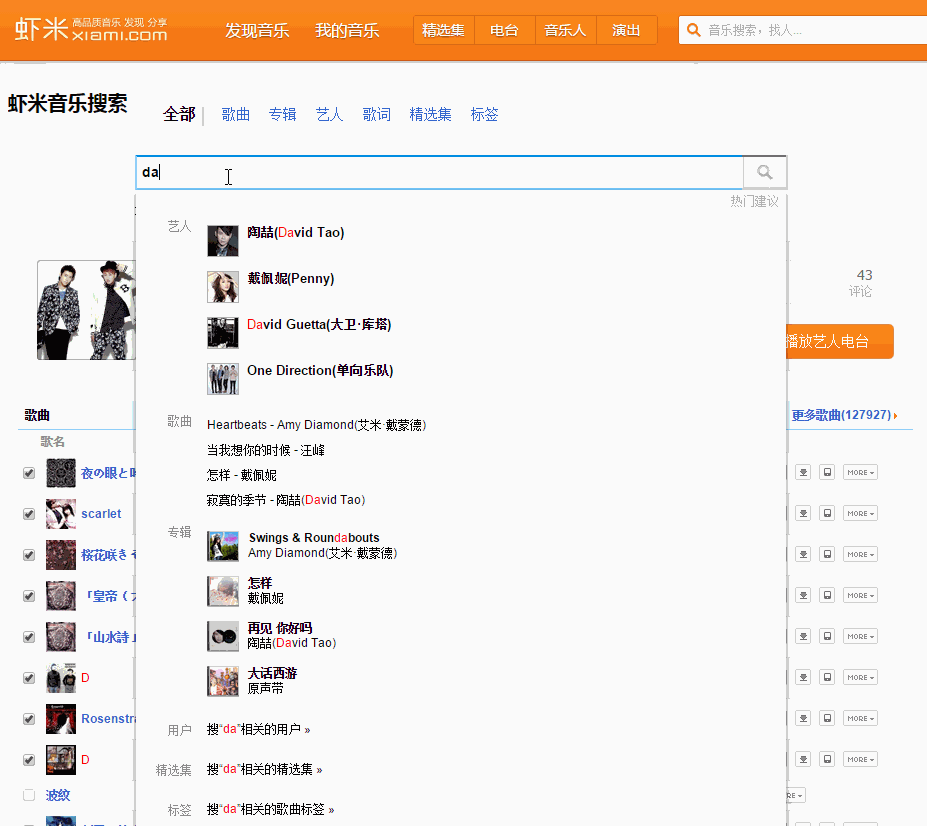 虾米 高品质音乐 发现 分享
xiami.com
发现音乐 我的音乐 精选集 电台 音乐人 演出 音乐搜索，找人...
虾米音乐搜索 全部 歌曲 专辑 艺人 歌词 精选集 标签
da
热门建议
艺人 陶喆(David Tao)
戴佩妮(Penny)
David Guetta(大卫·库塔)
One Direction(单向乐队)
43
评论
播放艺人电台
歌曲
更多歌曲(127927)
歌名
歌曲 Heartbeats - Amy Diamond(艾米·戴蒙德)
当我想你的时候 - 汪峰
怎样 - 戴佩妮
寂寞的季节 - 陶喆(David Tao)
专辑 Swings & Roundabouts
Amy Diamond(艾米·戴蒙德)
怎样
戴佩妮
再见 你好吗
陶喆(David Tao)
大话西游
原声带
用户 搜“da”相关的用户 »
精选集 搜“da”相关的精选集 »
标签 搜“da”相关的歌曲标签 »
夜の眼と MORE
scarlet MORE
桜花咲き MORE
「皇帝（ MORE
「山水詩」 MORE
D MORE
Rosenstra MORE
D MORE
波纹 RE